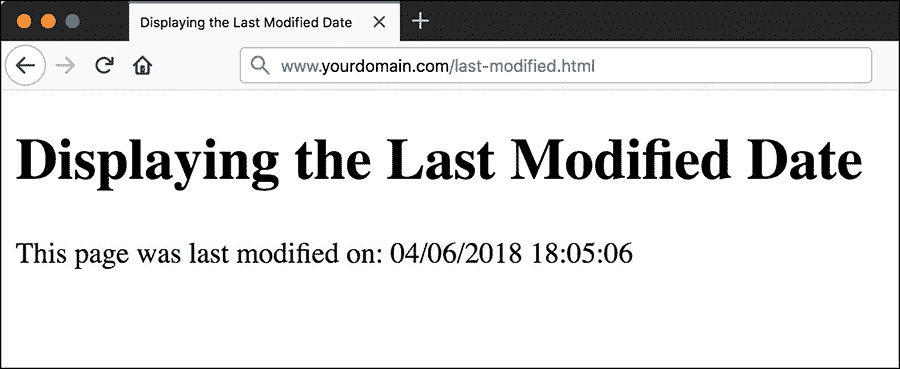 Displaying the Last Modified Date
www.yourdomain.com/last-modified.html
Displaying the Last Modified Date
This page was last modified on: 04/06/2018 18:05:06